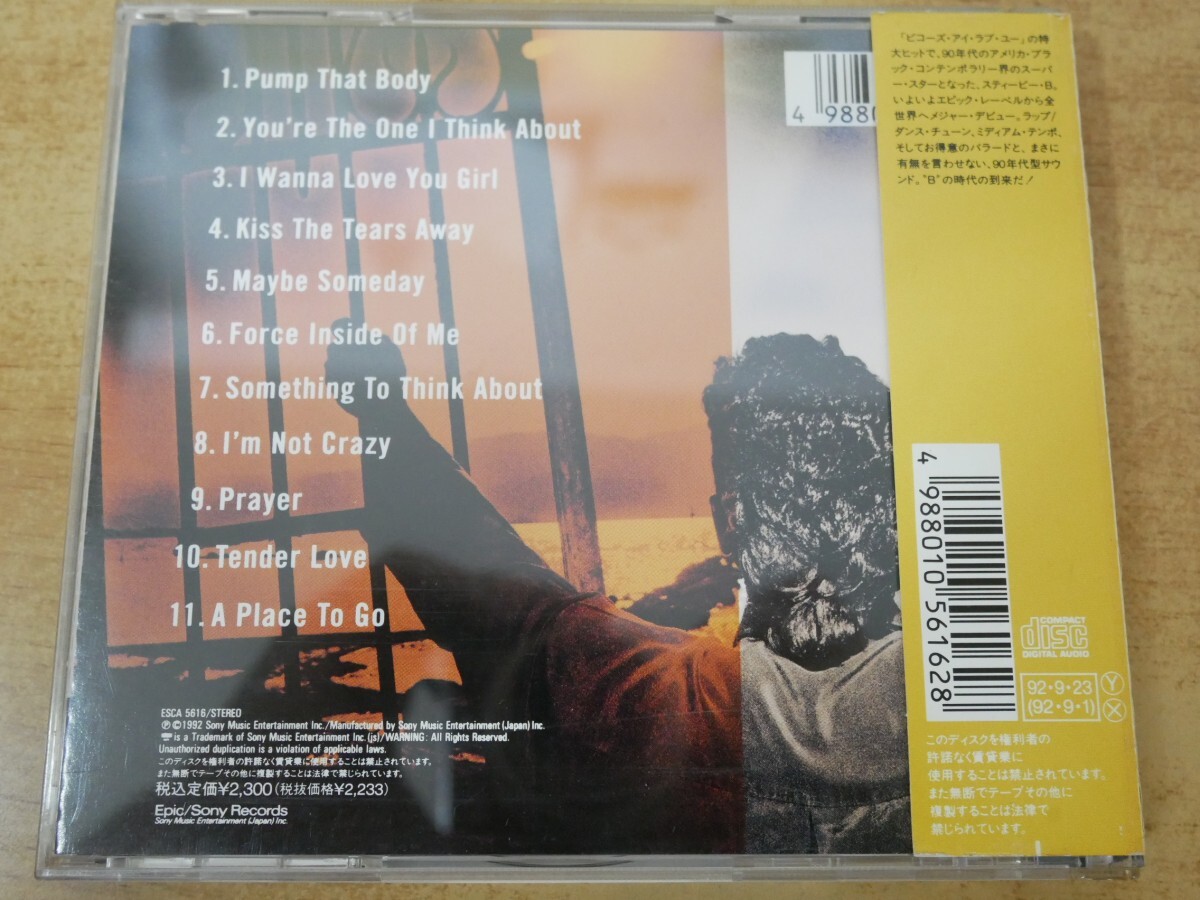 1. Pump That Body
2. You're The One I Think About
3. I Wanna Love You Girl
4. Kiss The Tears Away
5. Maybe Someday
6. Force Inside Of Me
7. Something To Think About
8. I'm Not Crazy
9. Prayer
10. Tender Love
11. A Place To Go
ESCA 5616/STEREO
℗©1992 Sony Music Entertainment Inc./Manufactured by Sony Music Entertainment (Japan) Inc.
is a Trademark of Sony Music Entertainment Inc.(js)/WARNING: All Rights Reserved.
Unauthorized duplication is a violation of applicable laws.
このディスクを権利者の許諾なく賃貸業に使用することは禁止されています。
また無断でテープその他に複製することは法律で禁じられています。
税込定価¥2,300(税抜価格¥2,233)
Epic/Sony Records
Sony Music Entertainment (Japan) Inc.
4 9880
「ビコーズ・アイ・ラブ・ユー」の特
大ヒットで、90年代のアメリカ・ブラ
ック・コンテンポラリー界のスーパ
ー・スターとなった、スティービー・B。
いよいよエピック・レーベルから全
世界へメジャー・デビュー。ラップ/
ダンス・チューン、ミディアム・テンポ、
そしてお得意のバラードと、まさに
有無を言わせない、90年代型サウ
ンド。"B"の時代の到来だ!
4 988010 561628
COMPACT
disc
DIGITAL AUDIO
92・9・23
(92・9・1)
Y
X
このディスクを権利者の
許諾なく賃貸業に
使用することは禁止されています。
また無断でテープその他に
複製することは法律で
禁じられています。